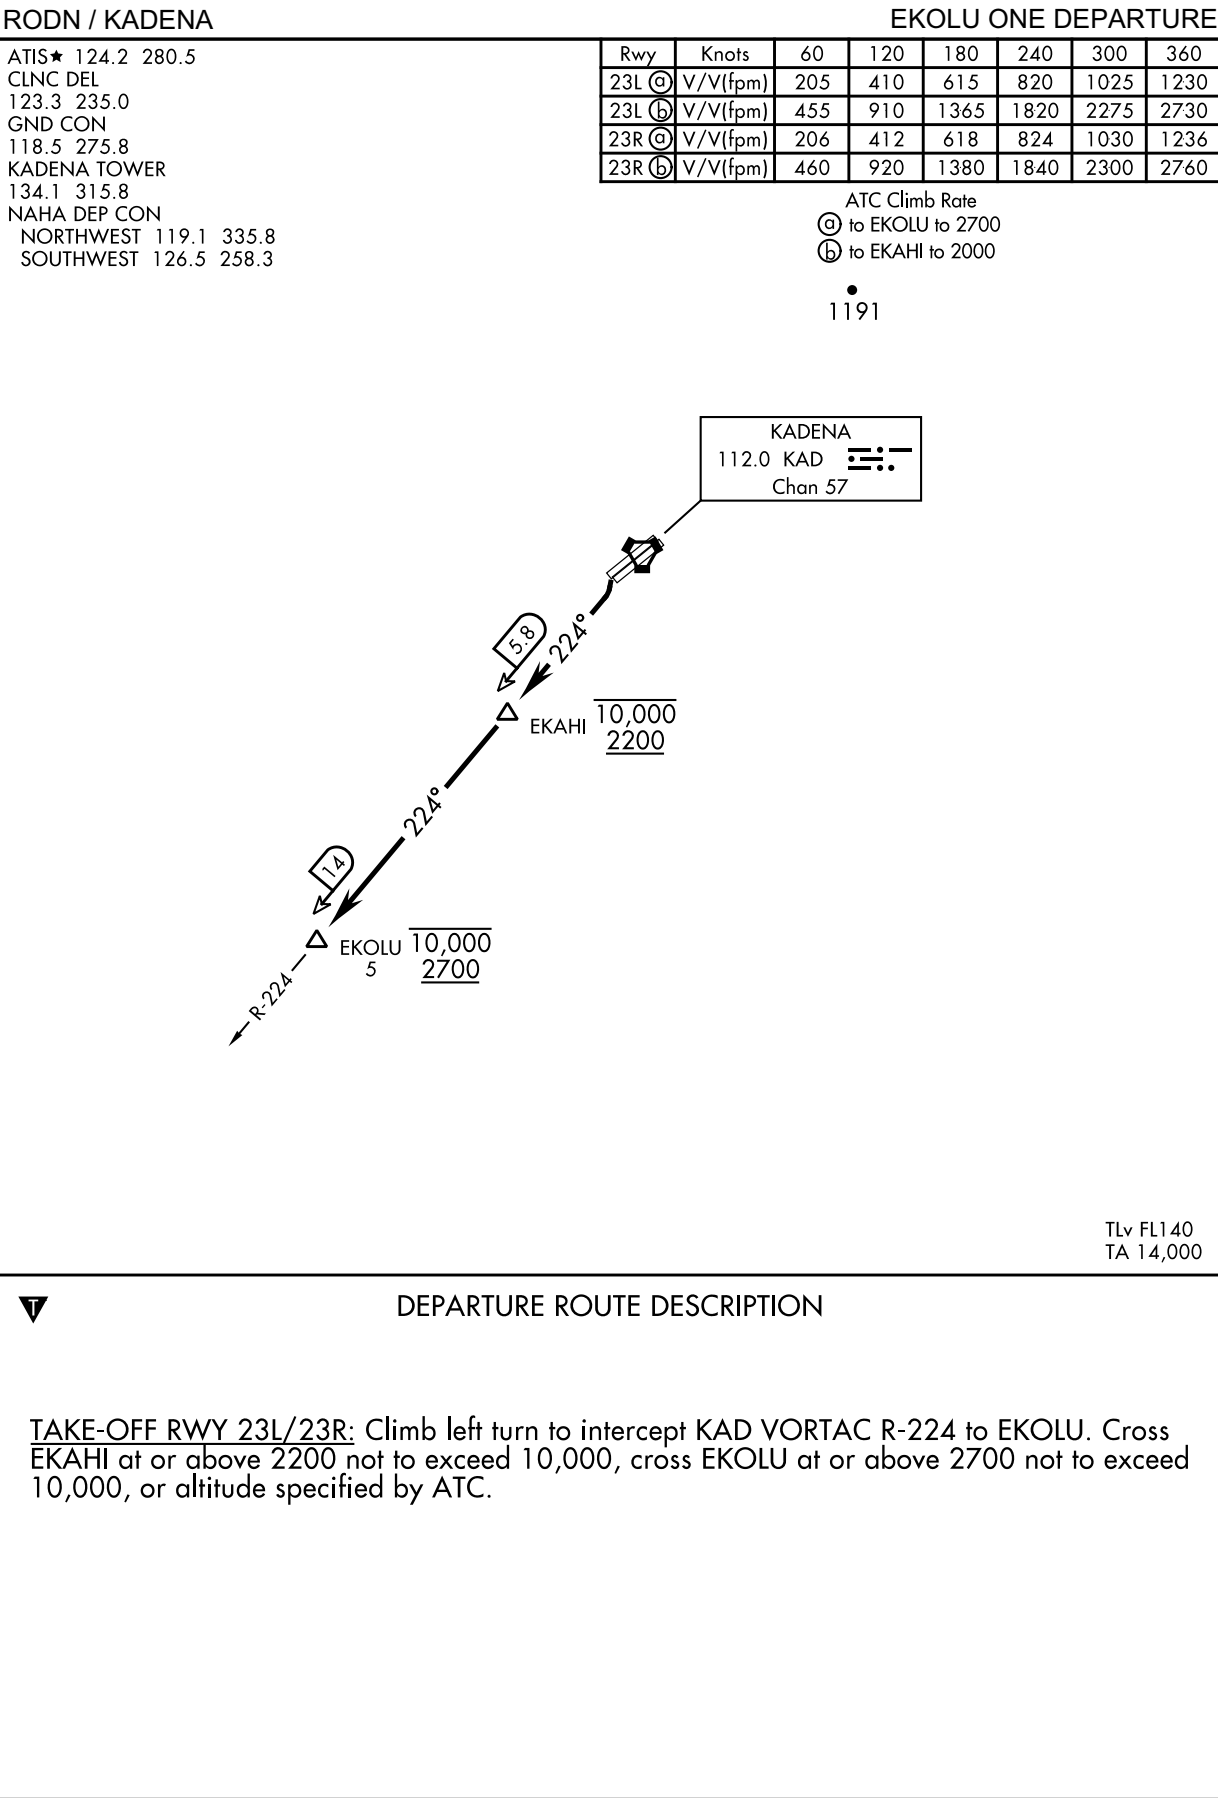 RODN / KADENA
EKOLU ONE DEPARTURE
ATIS★ 124.2 280.5
CLNC DEL
123.3 235.0
GND CON
118.5 275.8
KADENA TOWER
134.1 315.8
NAHA DEP CON
NORTHWEST 119.1 335.8
SOUTHWEST 126.5 258.3
Rwy Knots 60 120 180 240 300 360
23L ⓐ V/V(fpm) 205 410 615 820 1025 1230
23L ⓑ V/V(fpm) 455 910 1365 1820 2275 2730
23R ⓐ V/V(fpm) 206 412 618 824 1030 1236
23R ⓑ V/V(fpm) 460 920 1380 1840 2300 2760
ATC Climb Rate
ⓐ to EKOLU to 2700
ⓑ to EKAHI to 2000
1191
KADENA
112.0 KAD
Chan 57
5.8
224°
EKAHI 10,000
2200
224°
14
EKOLU 10,000
5 2700
R-224
TLv FL140
TA 14,000
T
DEPARTURE ROUTE DESCRIPTION
TAKE-OFF RWY 23L/23R: Climb left turn to intercept KAD VORTAC R-224 to EKOLU. Cross
EKAHI at or above 2200 not to exceed 10,000, cross EKOLU at or above 2700 not to exceed
10,000, or altitude specified by ATC.